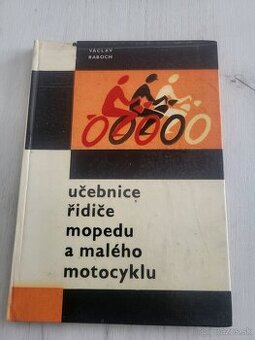 VÁCLAV
RABOCH
učebnice
řidiče
mopedu
a malého
motocyklu